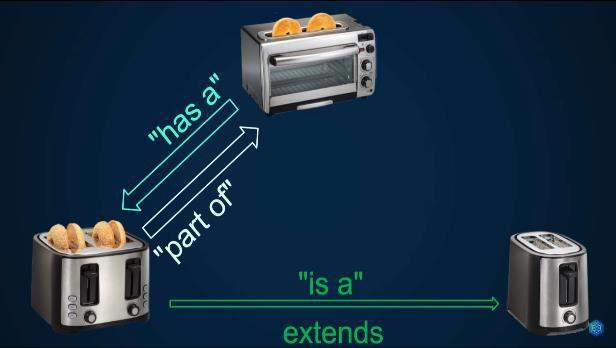 "has a"
"part of"
"is a"
extends